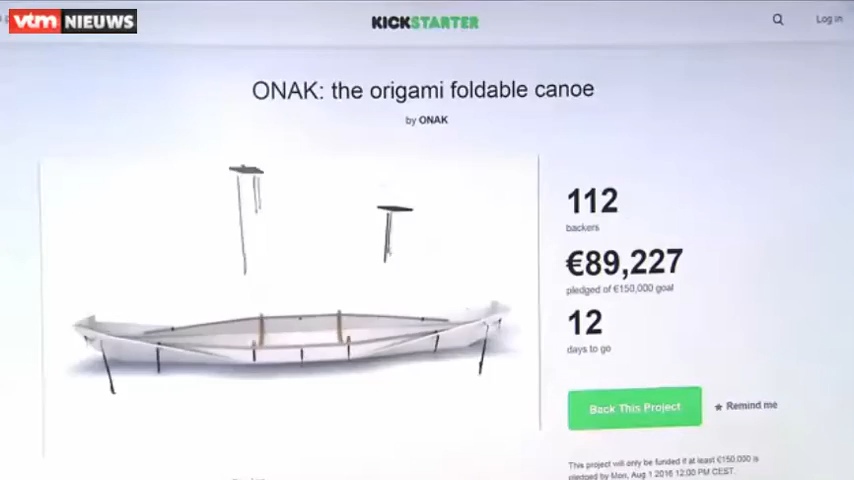 vtm NIEUWS
KICKSTARTER
Log in
ONAK: the origami foldable canoe
by ONAK
112
backers
€89,227
pledged of €150,000 goal
12
days to go
Back This Project
★ Remind me
This project will only be funded if at least €150,000 is
pledged by Mon, Aug 1 2016 12:00 PM CEST.